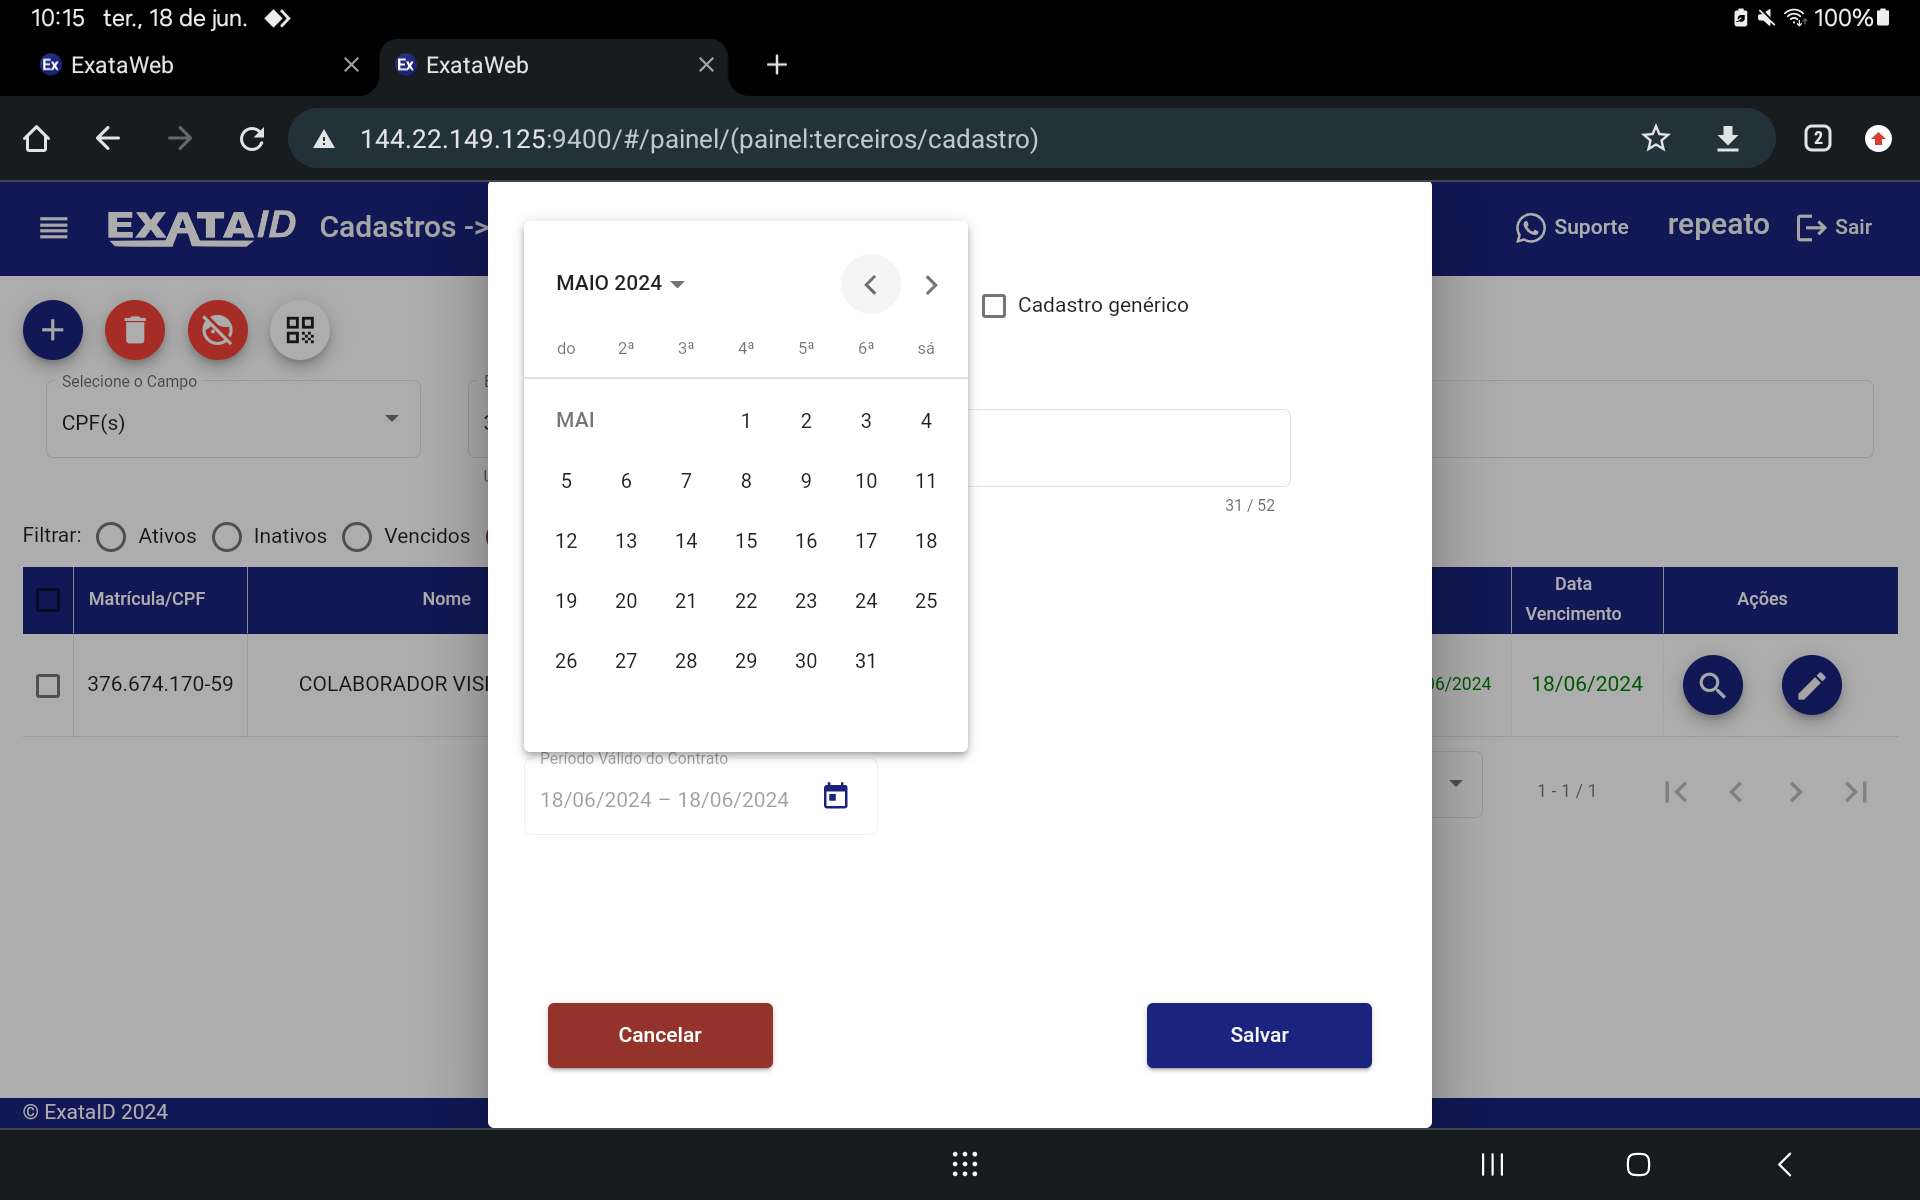 10:15 ter., 18 de jun. 100%
ExataWeb ExataWeb
144.22.149.125:9400/#/painel/(painel:terceiros/cadastro) 2
EXATAID Cadastros -> Suporte repeato Sair
MAIO 2024
Cadastro genérico
do 2ª 3ª 4ª 5ª 6ª sá
Selecione o Campo
CPF(s)
MAI 1 2 3 4
5 6 7 8 9 10 11
31 / 52
Filtrar: Ativos Inativos Vencidos
12 13 14 15 16 17 18
Matrícula/CPF Nome Data Vencimento Ações
19 20 21 22 23 24 25
26 27 28 29 30 31
376.674.170-59 COLABORADOR 06/2024 18/06/2024
Período Válido do Contrato
18/06/2024 – 18/06/2024
1 - 1 / 1
Cancelar Salvar
© ExataID 2024